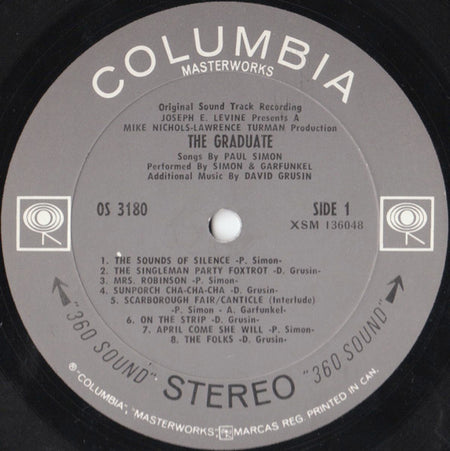 COLUMBIA
MASTERWORKS
Original Sound Track Recording
JOSEPH E. LEVINE Presents A
MIKE NICHOLS-LAWRENCE TURMAN Production
THE GRADUATE
Songs By PAUL SIMON
Performed By SIMON & GARFUNKEL
Additional Music By DAVID GRUSIN
OS 3180
SIDE 1
XSM 136048
1. THE SOUNDS OF SILENCE -P. Simon-
2. THE SINGLEMAN PARTY FOXTROT -D. Grusin-
3. MRS. ROBINSON -P. Simon-
4. SUNPORCH CHA-CHA-CHA -D. Grusin-
5. SCARBOROUGH FAIR/CANTICLE (Interlude)
-P. Simon - A. Garfunkel-
6. ON THE STRIP -D. Grusin-
7. APRIL COME SHE WILL -P. Simon-
8. THE FOLKS -D. Grusin-
"360 SOUND" STEREO "360 SOUND"
® "COLUMBIA", "MASTERWORKS", MARCAS REG. PRINTED IN CAN.